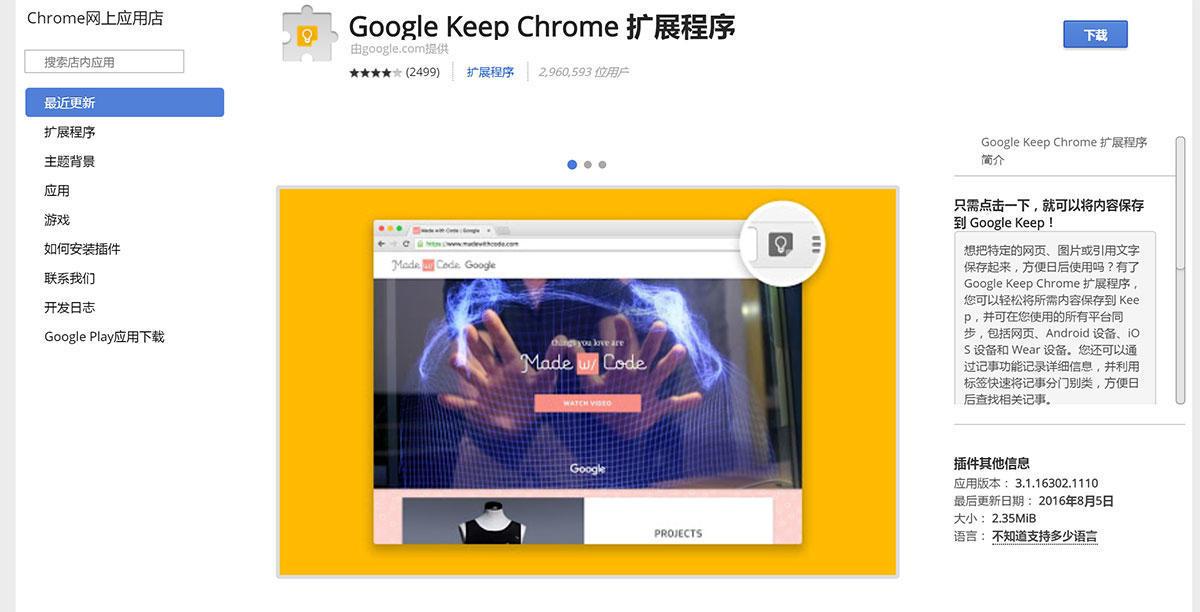 Chrome网上应用店
搜索店内应用
最近更新
扩展程序
主题背景
应用
游戏
如何安装插件
联系我们
开发日志
Google Play应用下载
Google Keep Chrome 扩展程序
由google.com提供
★★★★★ (2499)
扩展程序
2,960,593 位用户
下载
Made with Code | Google
https://www.madewithcode.com
Made w/ Code Google
things you love are
Made w/ Code
WATCH VIDEO
Google
PROJECTS
Google Keep Chrome 扩展程序
简介
只需点击一下，就可以将内容保存
到 Google Keep！
想把特定的网页、图片或引用文字
保存起来，方便日后使用吗？有了
Google Keep Chrome 扩展程序，
您可以轻松将所需内容保存到 Kee
p，并可在您使用的所有平台同
步，包括网页、Android 设备、iO
S 设备和 Wear 设备。您还可以通
过记事功能记录详细信息，并利用
标签快速将记事分门别类，方便日
后查找相关记事。
插件其他信息
应用版本： 3.1.16302.1110
最后更新日期： 2016年8月5日
大小： 2.35MiB
语言： 不知道支持多少语言